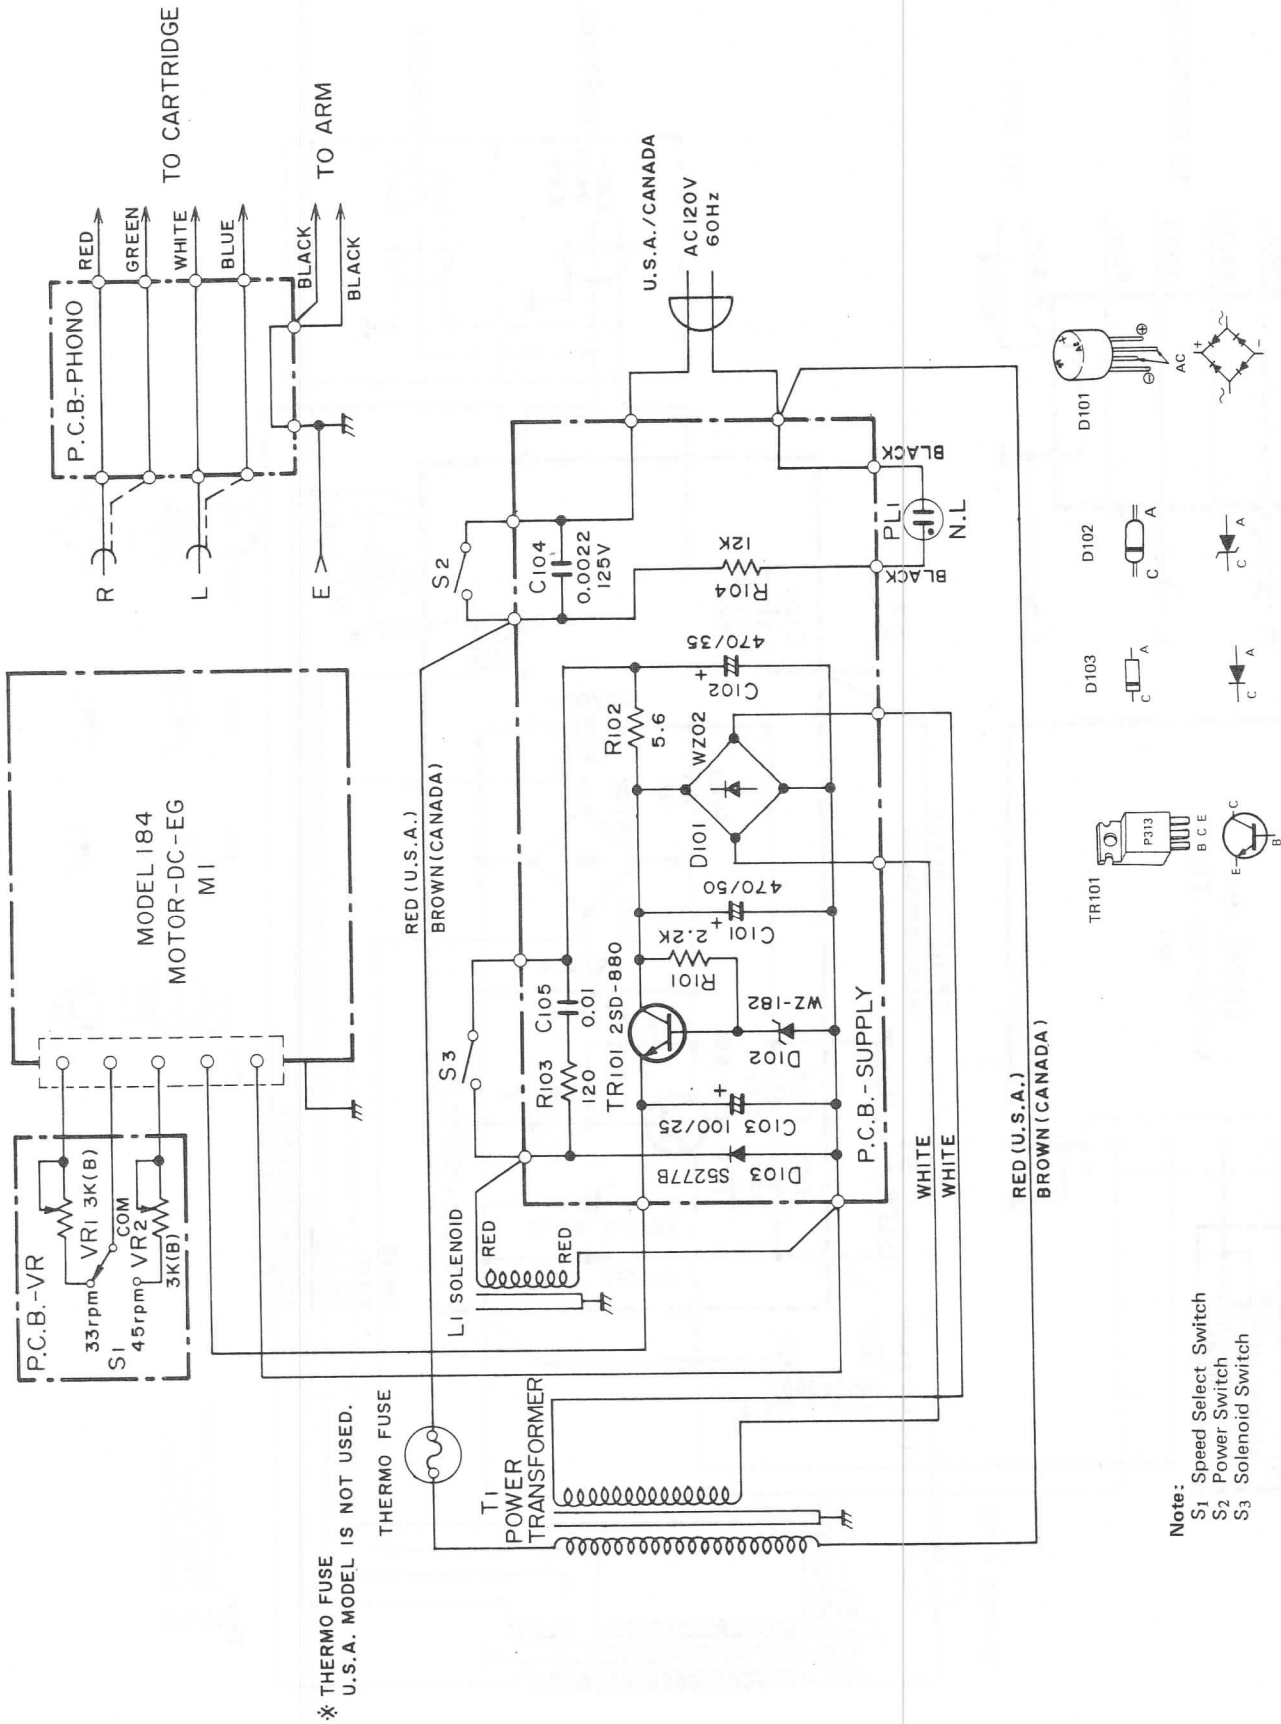 ※ THERMO FUSE
U.S.A. MODEL IS NOT USED.
THERMO FUSE
P.C.B.-VR
33rpm
S1
45rpm
VR1 3K(B)
COM
VR2
3K(B)
MODEL 184
MOTOR-DC-EG
M1
R
L
E
P.C.B.-PHONO
RED
GREEN
WHITE
BLUE
BLACK
BLACK
TO CARTRIDGE
TO ARM
T1
POWER
TRANSFORMER
L1 SOLENOID
RED
RED
RED (U.S.A.)
BROWN (CANADA)
S3
S2
R103
120
C105
0.01
C104
0.0022
125V
TR101 2SD-880
R101
2.2K
C101
470/50
+
D101
WZ02
R102
5.6
C102
470/35
+
R104
12K
D103
S5277B
C103 100/25
+
D102
WZ-182
P.C.B.-SUPPLY
BLACK
BLACK
PL1
N.L
U.S.A./CANADA
AC120V
60Hz
WHITE
WHITE
RED (U.S.A.)
BROWN (CANADA)
TR101
P313
B C E
E
C
B
D103
C
A
C
A
D102
C
A
C
A
D101
⊖
AC
⊕
~
+
−
~
Note:
S1 Speed Select Switch
S2 Power Switch
S3 Solenoid Switch